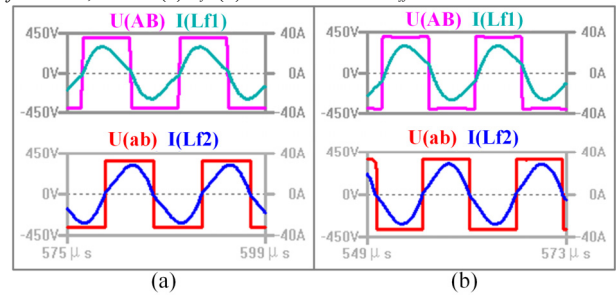 U(AB) I(Lf1)
450V 40A
0V 0A
-450V 40A
U(ab) I(Lf2)
450V 40A
0V 0A
-450V -40A
575μs 599μs
(a)
U(AB) I(Lf1)
450V 40A
0V 0A
-450V 40A
U(ab) I(Lf2)
450V 40A
0V 0A
-450V -40A
549μs 573μs
(b)